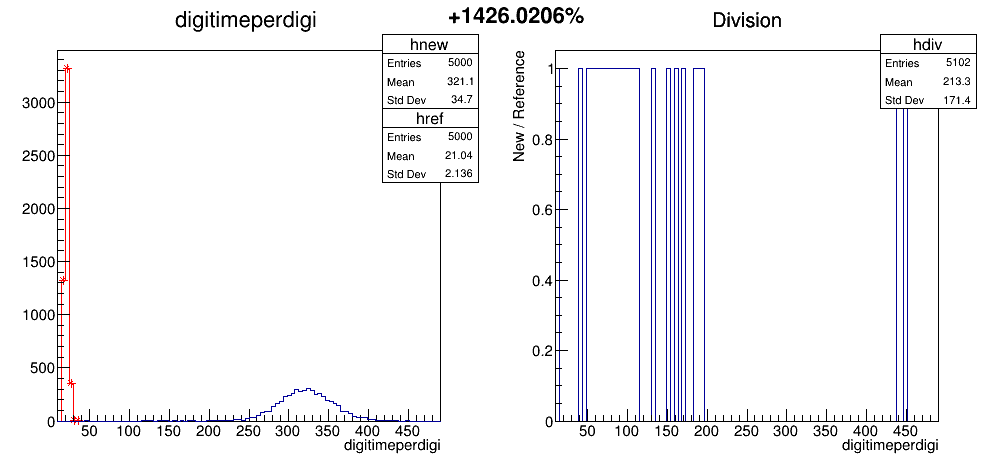 digitimeperdigi
+1426.0206%
Division
hnew
Entries 5000
Mean 321.1
Std Dev 34.7
href
Entries 5000
Mean 21.04
Std Dev 2.136
3000
2500
2000
1500
1000
500
0
50 100 150 200 250 300 350 400 450
digitimeperdigi
hdiv
Entries 5102
Mean 213.3
Std Dev 171.4
New / Reference
1
0.8
0.6
0.4
0.2
0
50 100 150 200 250 300 350 400 450
digitimeperdigi